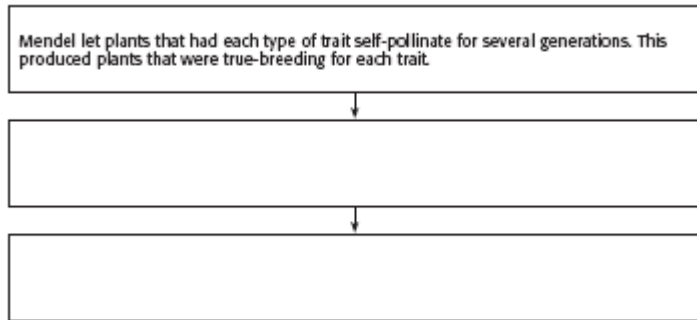 Mendel let plants that had each type of trait self-pollinate for several generations. This
produced plants that were true-breeding for each trait.